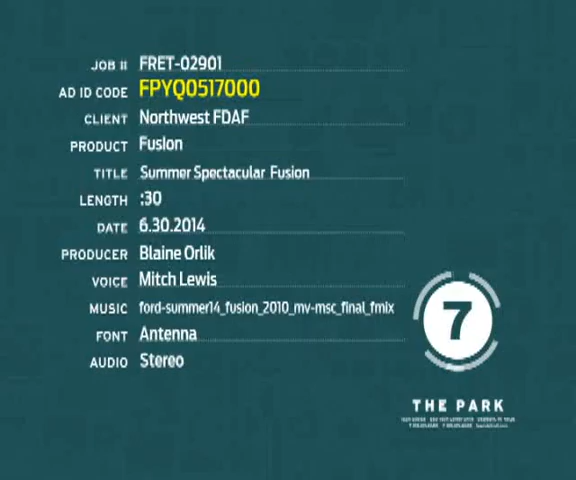 JOB # FRET-02901
AD ID CODE FPYQ0517000
CLIENT Northwest FDAF
PRODUCT Fusion
TITLE Summer Spectacular Fusion
LENGTH :30
DATE 6.30.2014
PRODUCER Blaine Orlik
VOICE Mitch Lewis
MUSIC ford-summer14_fusion_2010_mv-msc_final_fmix
FONT Antenna
AUDIO Stereo
7
THE PARK